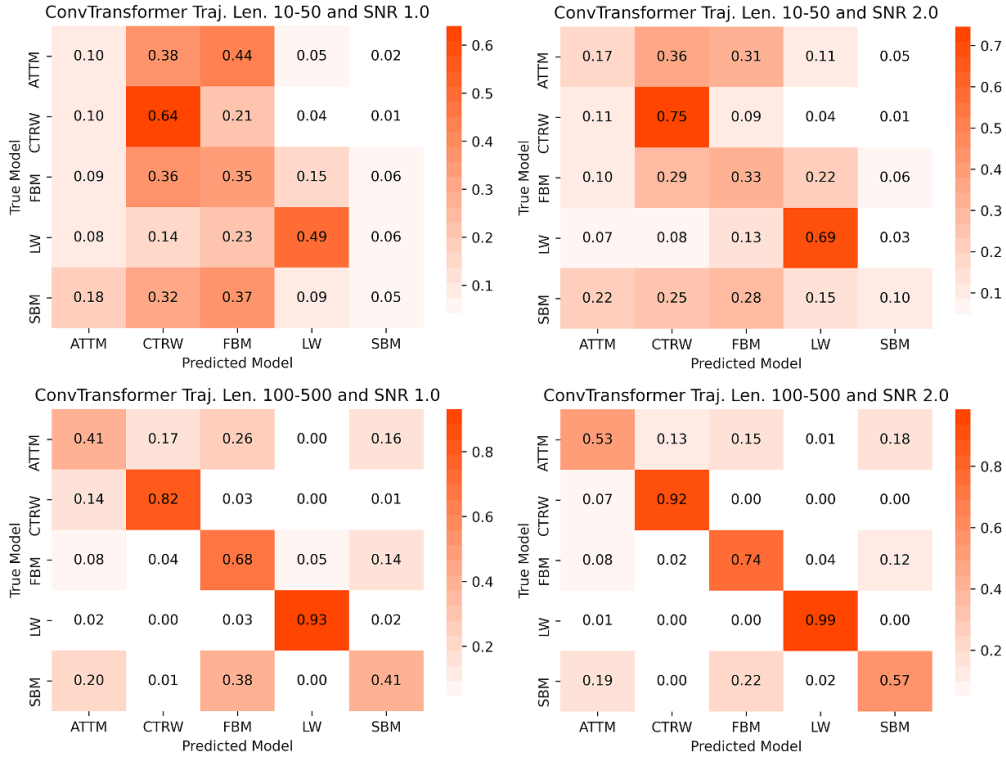 ConvTransformer Traj. Len. 10-50 and SNR 1.0
True Model
ATTM 0.10 0.38 0.44 0.05 0.02
CTRW 0.10 0.64 0.21 0.04 0.01
FBM 0.09 0.36 0.35 0.15 0.06
LW 0.08 0.14 0.23 0.49 0.06
SBM 0.18 0.32 0.37 0.09 0.05
ATTM CTRW FBM LW SBM
Predicted Model
0.6
0.5
0.4
0.3
0.2
0.1
ConvTransformer Traj. Len. 10-50 and SNR 2.0
True Model
ATTM 0.17 0.36 0.31 0.11 0.05
CTRW 0.11 0.75 0.09 0.04 0.01
FBM 0.10 0.29 0.33 0.22 0.06
LW 0.07 0.08 0.13 0.69 0.03
SBM 0.22 0.25 0.28 0.15 0.10
ATTM CTRW FBM LW SBM
Predicted Model
0.7
0.6
0.5
0.4
0.3
0.2
0.1
ConvTransformer Traj. Len. 100-500 and SNR 1.0
True Model
ATTM 0.41 0.17 0.26 0.00 0.16
CTRW 0.14 0.82 0.03 0.00 0.01
FBM 0.08 0.04 0.68 0.05 0.14
LW 0.02 0.00 0.03 0.93 0.02
SBM 0.20 0.01 0.38 0.00 0.41
ATTM CTRW FBM LW SBM
Predicted Model
0.8
0.6
0.4
0.2
ConvTransformer Traj. Len. 100-500 and SNR 2.0
True Model
ATTM 0.53 0.13 0.15 0.01 0.18
CTRW 0.07 0.92 0.00 0.00 0.00
FBM 0.08 0.02 0.74 0.04 0.12
LW 0.01 0.00 0.00 0.99 0.00
SBM 0.19 0.00 0.22 0.02 0.57
ATTM CTRW FBM LW SBM
Predicted Model
0.8
0.6
0.4
0.2